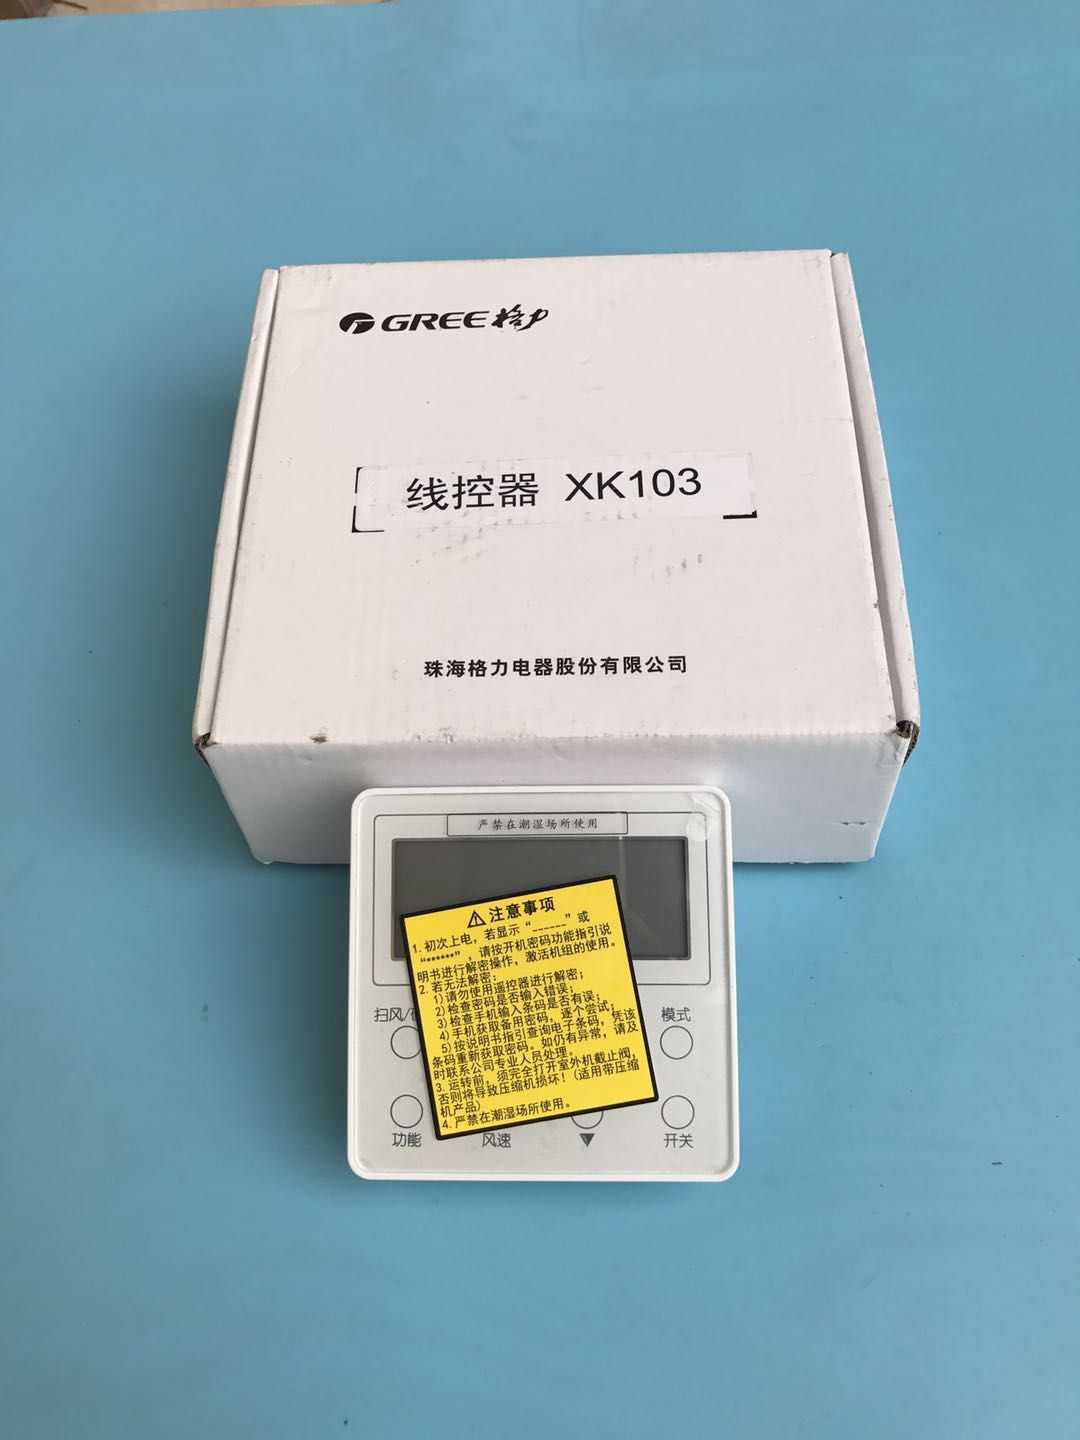 GREE 格力
线控器 XK103
珠海格力电器股份有限公司
严禁在潮湿场所使用
注意事项
1. 初次上电，若显示“------”或
“******”，请按开机密码功能指引说
明书进行解密操作，激活机组的使用。
2. 若无法解密：
1)请勿使用遥控器进行解密；
2)检查密码是否输入错误；
3)检查手机输入条码是否有误；
4)手机获取备用密码，逐个尝试；
5)按说明书指引查询电子条码，凭该
条码重新获取密码。如仍有异常，请及
时联系公司专业人员处理。
3. 运转前，须完全打开室外机截止阀，
否则将导致压缩机损坏！(适用带压缩
机产品)
4. 严禁在潮湿场所使用。
扫风/
模式
功能
风速
▼
开关